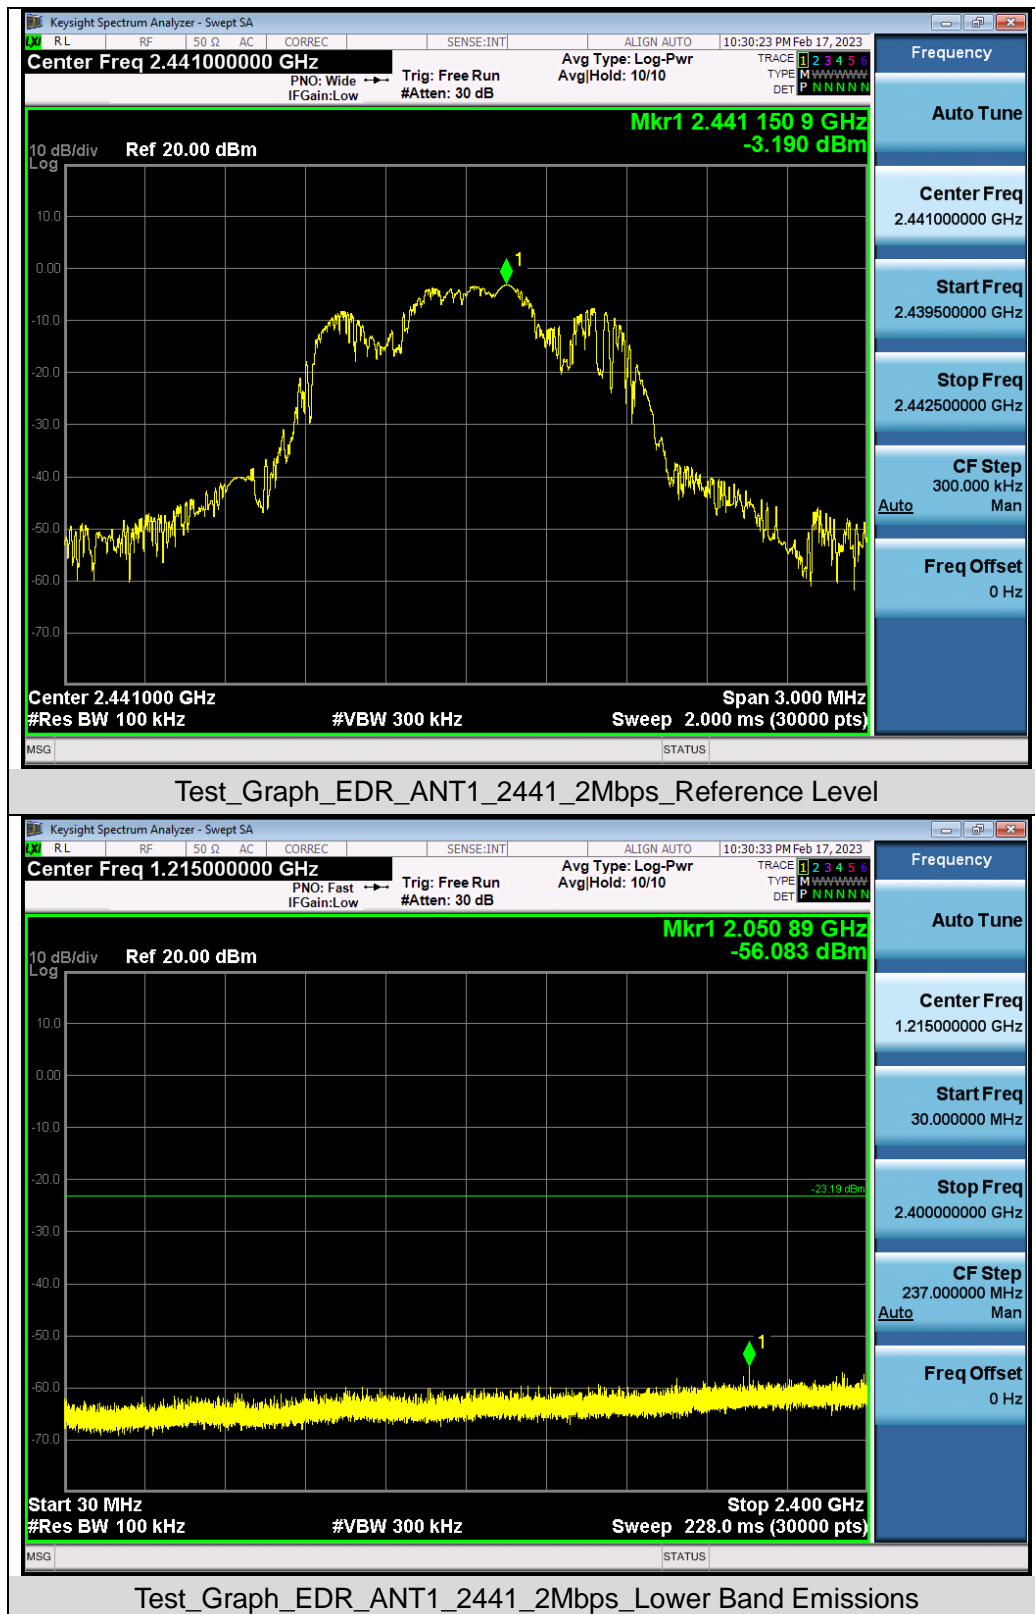 Keysight Spectrum Analyzer - Swept SA
LXI RL RF 50 Ω AC CORREC SENSE:INT ALIGN AUTO 10:30:23 PM Feb 17, 2023
Center Freq 2.441000000 GHz
PNO: Wide
IFGain:Low
Trig: Free Run
#Atten: 30 dB
Avg Type: Log-Pwr
Avg|Hold: 10/10
TRACE 1 2 3 4 5 6
TYPE M WWWWW
DET P N N N N N
Frequency
Auto Tune
Center Freq
2.441000000 GHz
Start Freq
2.439500000 GHz
Stop Freq
2.442500000 GHz
CF Step
300.000 kHz
Auto Man
Freq Offset
0 Hz
Mkr1 2.441 150 9 GHz
-3.190 dBm
10 dB/div Ref 20.00 dBm
Log
10.0
0.00
-10.0
-20.0
-30.0
-40.0
-50.0
-60.0
-70.0
1
Center 2.441000 GHz Span 3.000 MHz
#Res BW 100 kHz #VBW 300 kHz Sweep 2.000 ms (30000 pts)
MSG STATUS
Test_Graph_EDR_ANT1_2441_2Mbps_Reference Level
Keysight Spectrum Analyzer - Swept SA
LXI RL RF 50 Ω AC CORREC SENSE:INT ALIGN AUTO 10:30:33 PM Feb 17, 2023
Center Freq 1.215000000 GHz
PNO: Fast
IFGain:Low
Trig: Free Run
#Atten: 30 dB
Avg Type: Log-Pwr
Avg|Hold: 10/10
TRACE 1 2 3 4 5 6
TYPE M WWWWW
DET P N N N N N
Frequency
Auto Tune
Center Freq
1.215000000 GHz
Start Freq
30.000000 MHz
Stop Freq
2.400000000 GHz
CF Step
237.000000 MHz
Auto Man
Freq Offset
0 Hz
Mkr1 2.050 89 GHz
-56.083 dBm
10 dB/div Ref 20.00 dBm
Log
10.0
0.00
-10.0
-20.0
-23.19 dBm
-30.0
-40.0
-50.0
-60.0
-70.0
1
Start 30 MHz Stop 2.400 GHz
#Res BW 100 kHz #VBW 300 kHz Sweep 228.0 ms (30000 pts)
MSG STATUS
Test_Graph_EDR_ANT1_2441_2Mbps_Lower Band Emissions